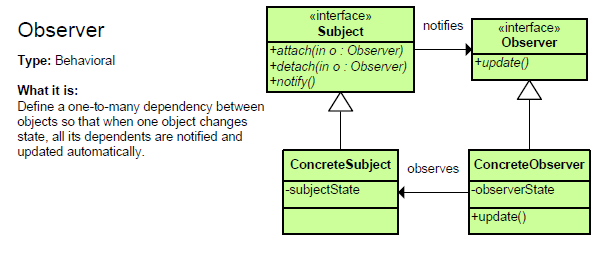 Observer
Type: Behavioral
What it is:
Define a one-to-many dependency between
objects so that when one object changes
state, all its dependents are notified and
updated automatically.
«interface»
Subject
+attach(in o : Observer)
+detach(in o : Observer)
+notify()
notifies
«interface»
Observer
+update()
ConcreteSubject
-subjectState
observes
ConcreteObserver
-observerState
+update()